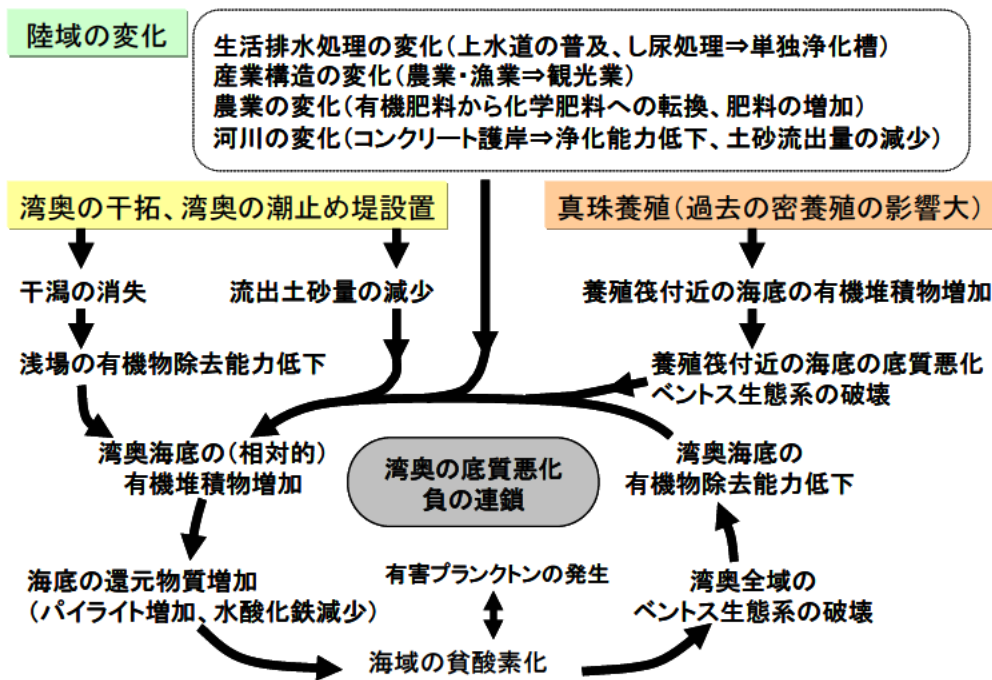 陸域の変化
生活排水処理の変化(上水道の普及、し尿処理⇒単独浄化槽)
産業構造の変化(農業・漁業⇒観光業)
農業の変化(有機肥料から化学肥料への転換、肥料の増加)
河川の変化(コンクリート護岸⇒浄化能力低下、土砂流出量の減少)
湾奥の干拓、湾奥の潮止め堤設置
真珠養殖(過去の密養殖の影響大)
干潟の消失
流出土砂量の減少
養殖筏付近の海底の有機堆積物増加
浅場の有機物除去能力低下
養殖筏付近の海底の底質悪化
ベントス生態系の破壊
湾奥海底の(相対的)
有機堆積物増加
湾奥の底質悪化
負の連鎖
湾奥海底の
有機物除去能力低下
海底の還元物質増加
(パイライト増加、水酸化鉄減少)
有害プランクトンの発生
湾奥全域の
ベントス生態系の破壊
海域の貧酸素化